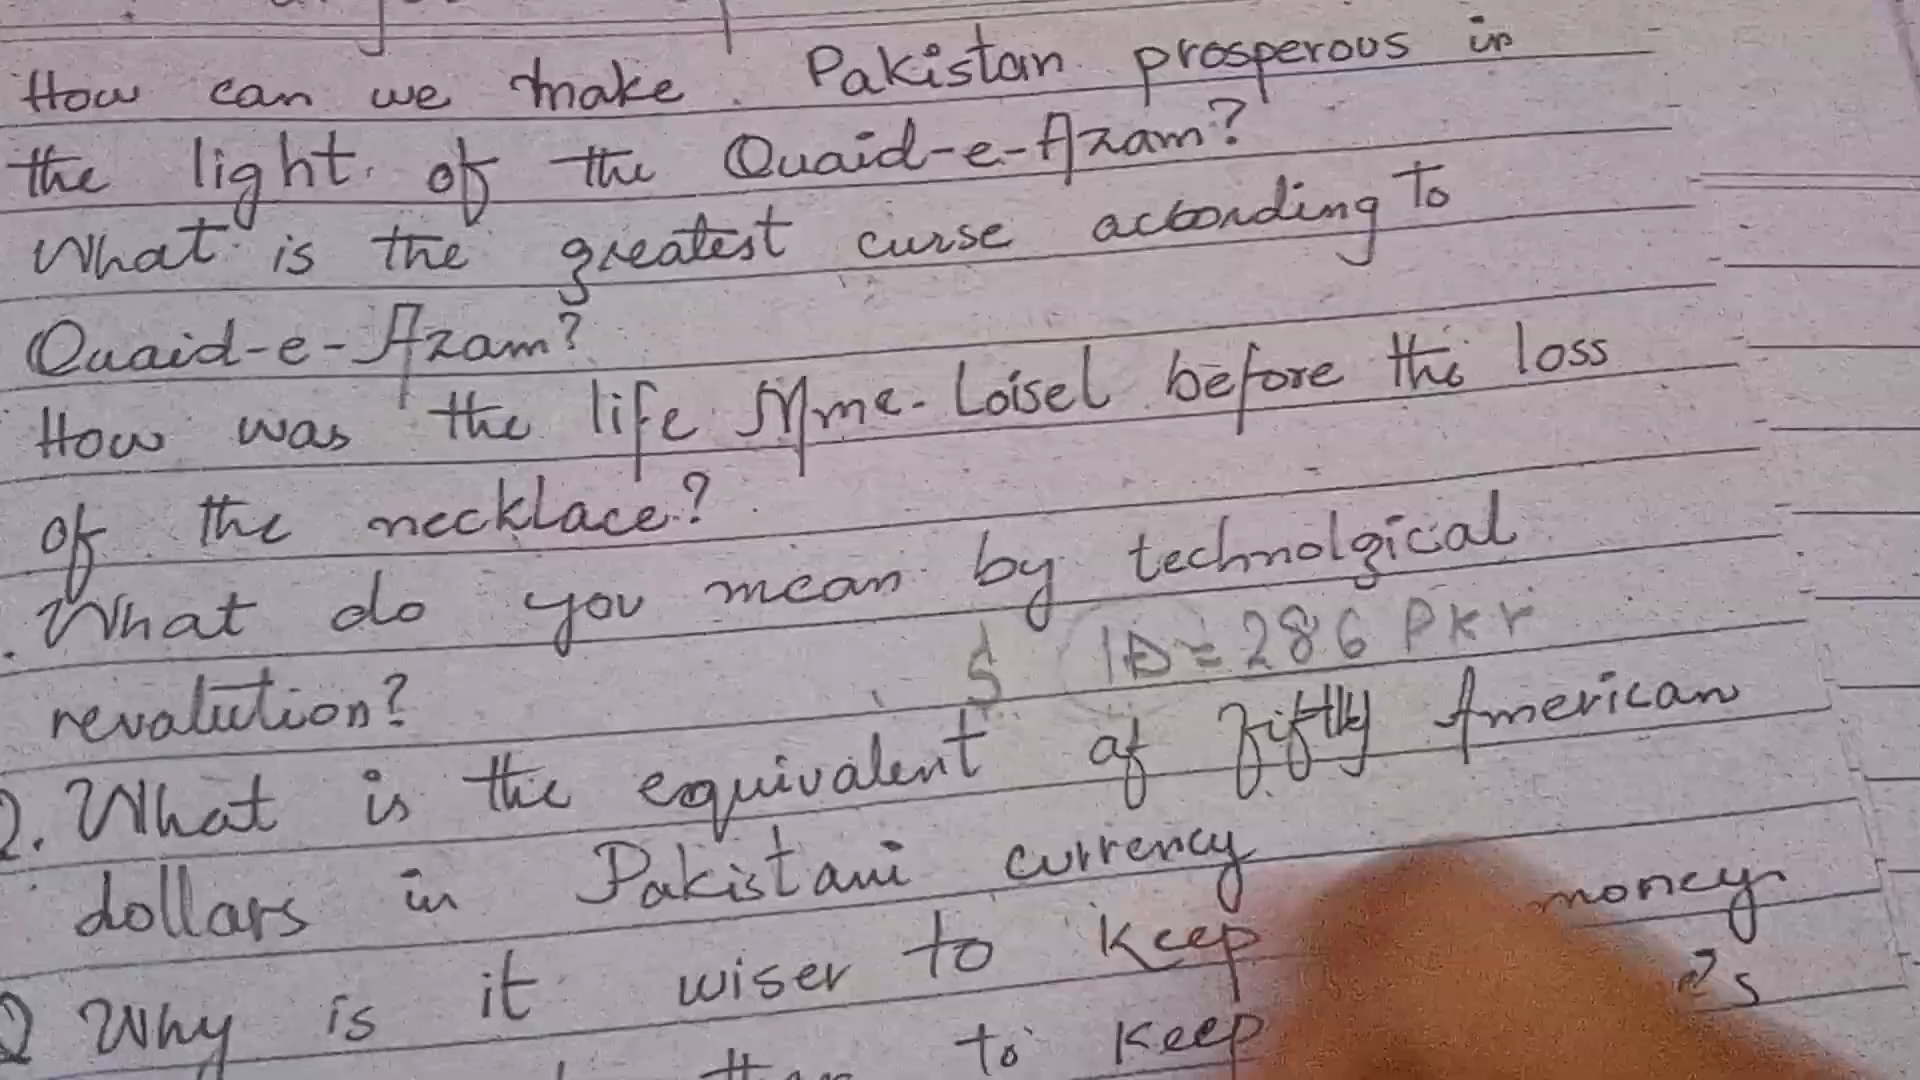 How can we make Pakistan prosperous in
the light of the Quaid-e-Azam?
What is the greatest curse according to
Quaid-e-Azam?
How was the life Mme. Loisel before the loss
of the necklace?
What do you mean by technolgical
revalution?
$ 1D = 286 PKr
Q. What is the equivalent of fiftly American
dollars in Pakistani currency
money
Q Why is it wiser to keep
to keep